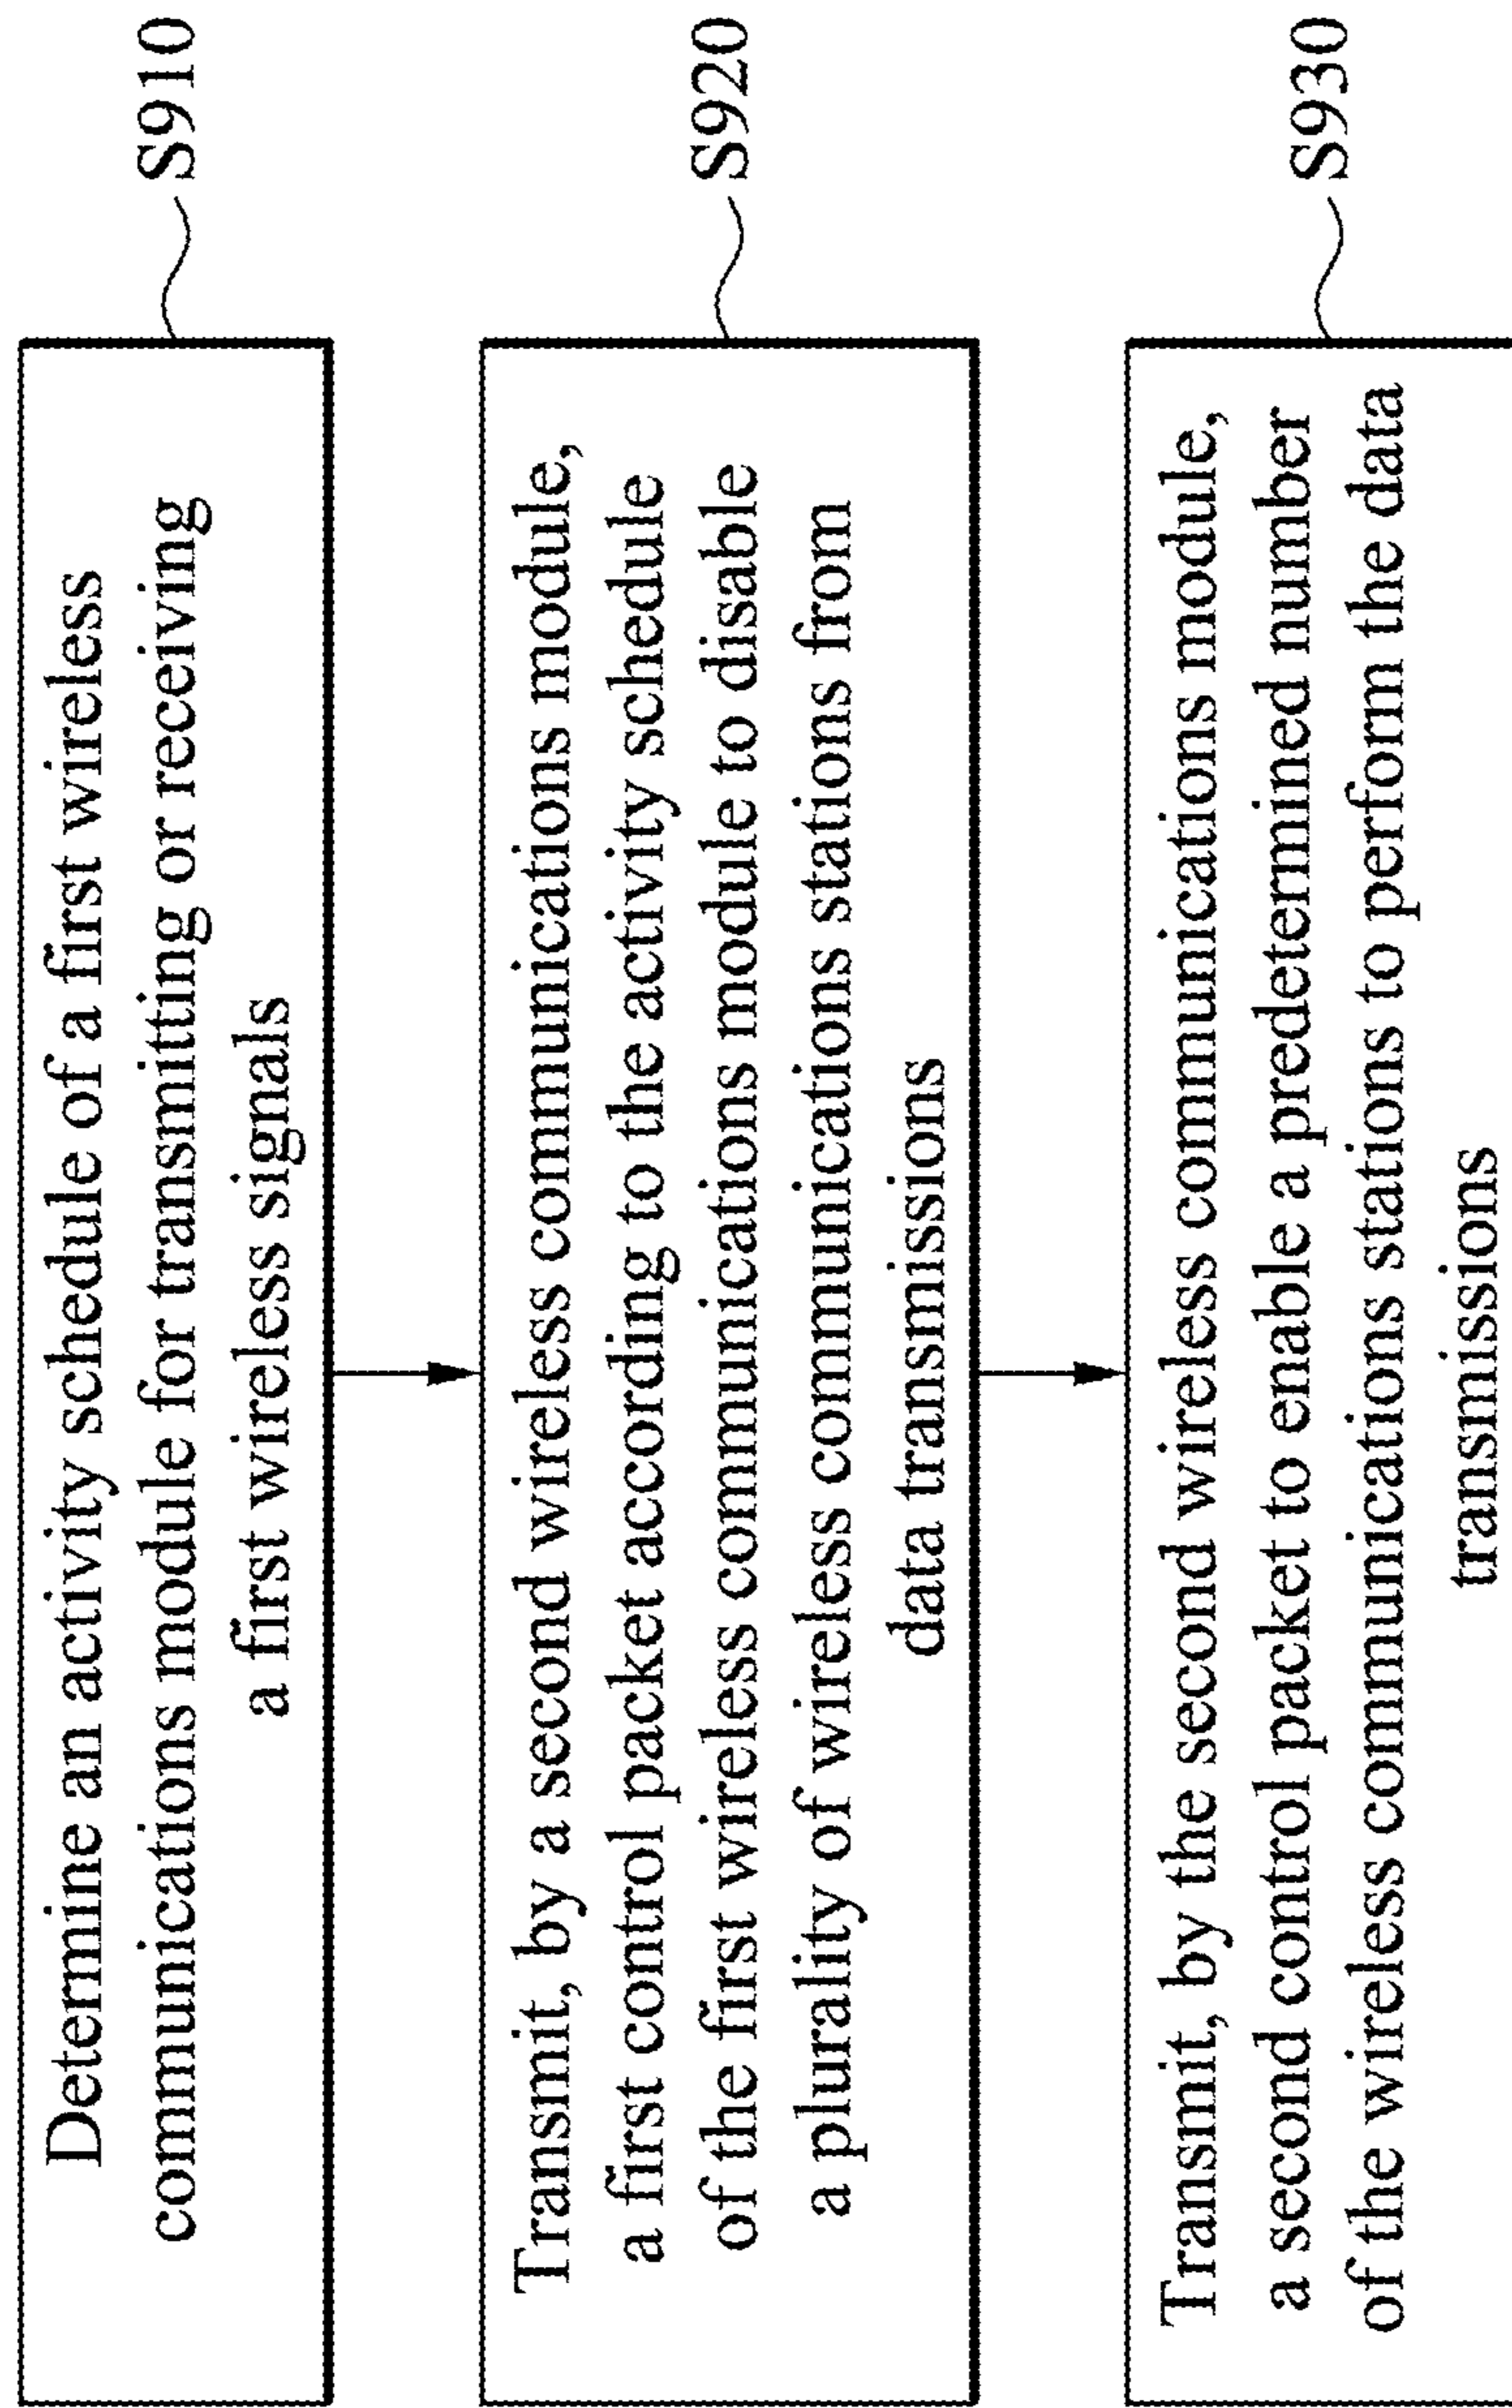 Determine an activity schedule of a first wireless
communications module for transmitting or receiving
a first wireless signals
S910
Transmit, by a second wireless communications module,
a first control packet according to the activity schedule
of the first wireless communications module to disable
a plurality of wireless communications stations from
data transmissions
S920
Transmit, by the second wireless communications module,
a second control packet to enable a predetermined number
of the wireless communications stations to perform the data
transmissions
S930